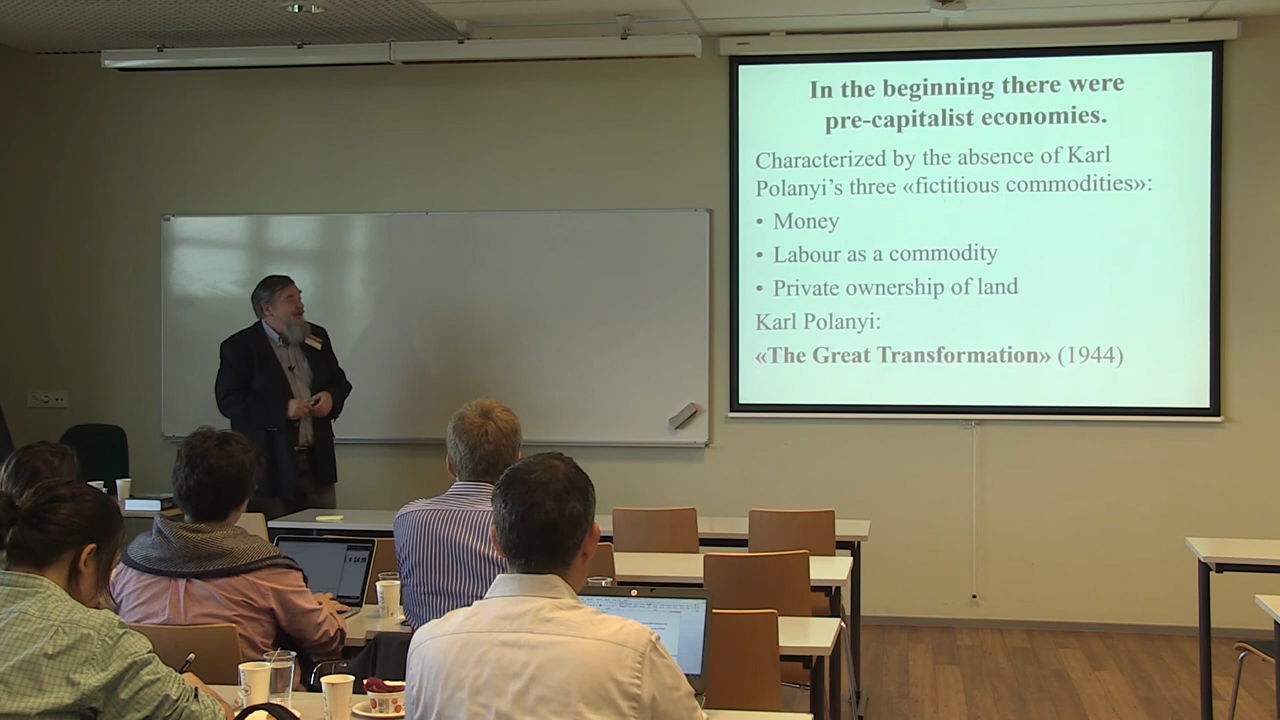 In the beginning there were
pre-capitalist economies.
Characterized by the absence of Karl
Polanyi’s three «fictitious commodities»:
• Money
• Labour as a commodity
• Private ownership of land
Karl Polanyi:
«The Great Transformation» (1944)